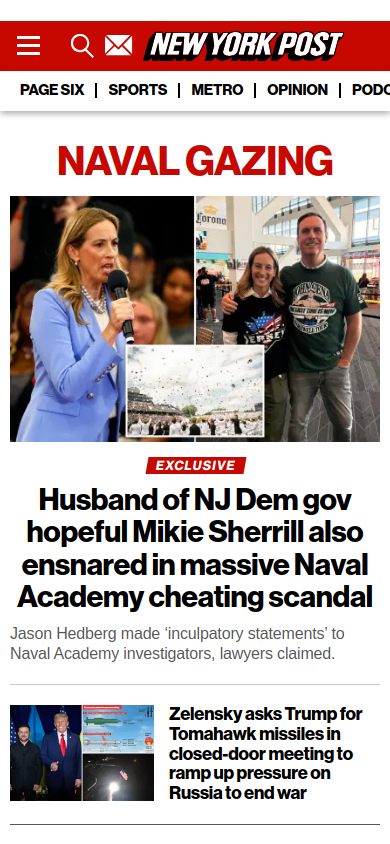 NEW YORK POST
PAGE SIX
SPORTS
METRO
OPINION
PODC
NAVAL GAZING
Corona
EXCLUSIVE
Husband of NJ Dem gov
hopeful Mikie Sherrill also
ensnared in massive Naval
Academy cheating scandal
Jason Hedberg made ‘inculpatory statements’ to
Naval Academy investigators, lawyers claimed.
Zelensky asks Trump for
Tomahawk missiles in
closed-door meeting to
ramp up pressure on
Russia to end war